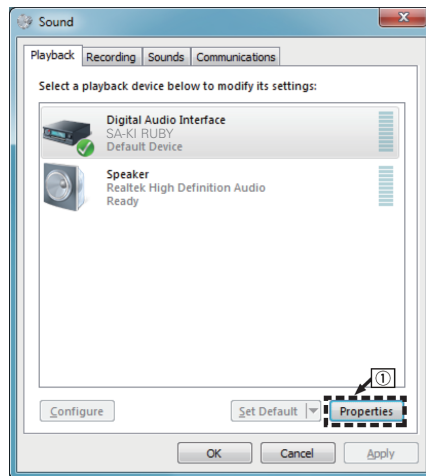 Sound
Playback Recording Sounds Communications
Select a playback device below to modify its settings:
Digital Audio Interface
SA-KI RUBY
Default Device
Speaker
Realtek High Definition Audio
Ready
①
Configure Set Default Properties
OK Cancel Apply